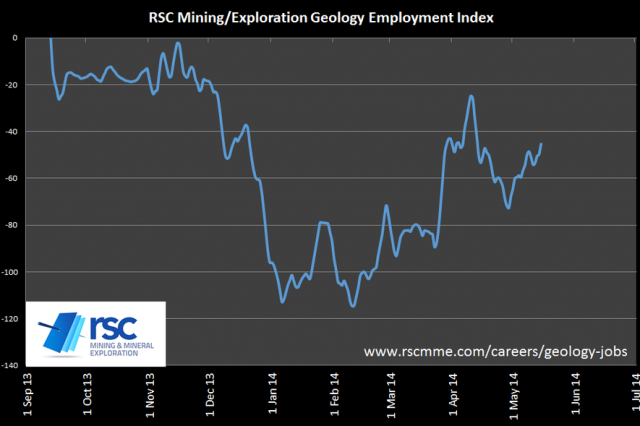 RSC Mining/Exploration Geology Employment Index
0
-20
-40
-60
-80
-100
-120
-140
rsc
MINING & MINERAL
EXPLORATION
www.rscmme.com/careers/geology-jobs
1 Sep 13
1 Oct 13
1 Nov 13
1 Dec 13
1 Jan 14
1 Feb 14
1 Mar 14
1 Apr 14
1 May 14
1 Jun 14
1 Jul 14